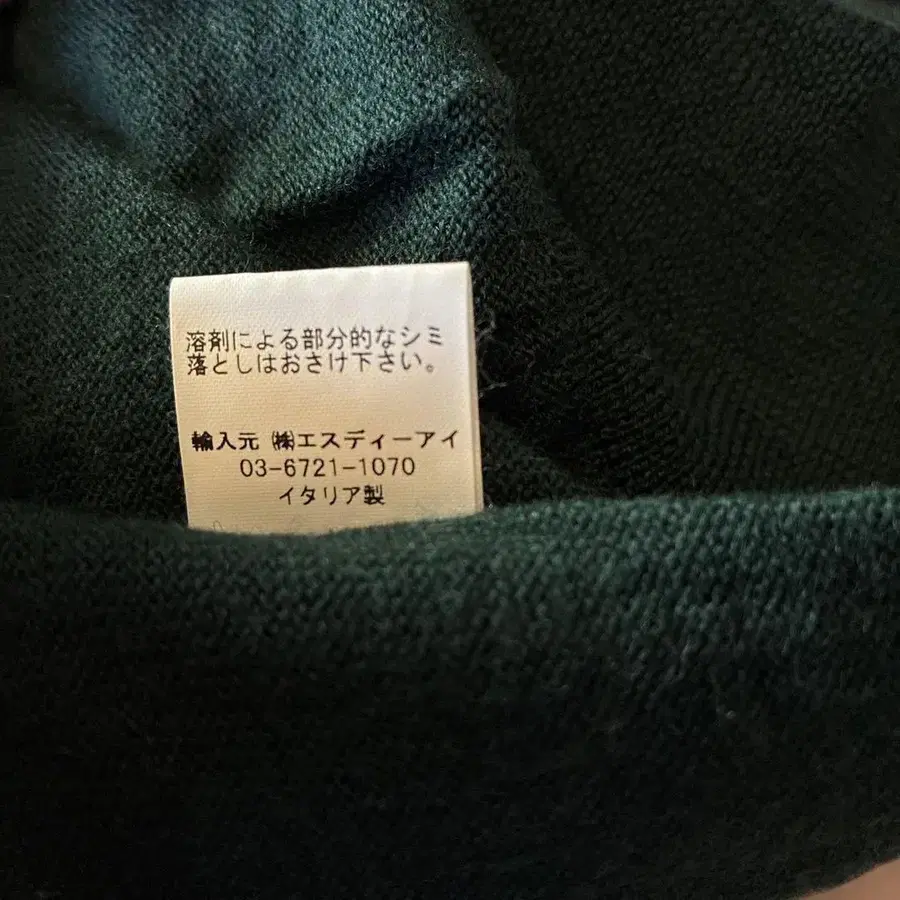 溶剤による部分的なシミ
落としはおさけ下さい。
輸入元 ㈱エスディーアイ
03-6721-1070
イタリア製